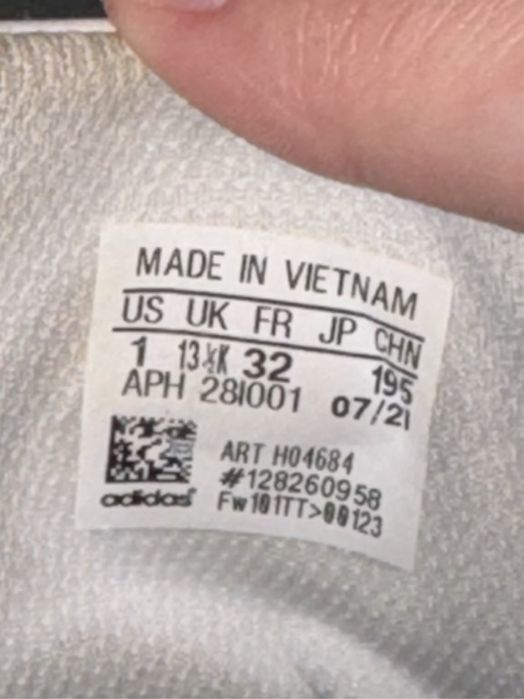 MADE IN VIETNAM
US UK FR JP CHN
1 13½K 32 195
APH 28I001 07/21
ART H04684
#128260958
adidas FW101TT>00123